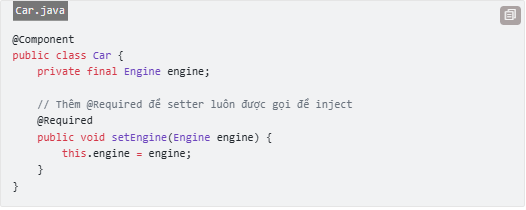 Car.java
@Component
public class Car {
    private final Engine engine;

    // Thêm @Required để setter luôn được gọi để inject
    @Required
    public void setEngine(Engine engine) {
        this.engine = engine;
    }
}